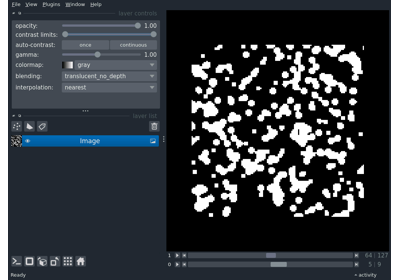 File View Plugins Window Help
layer controls
opacity: 1.00
contrast limits:
auto-contrast: once continuous
gamma: 1.00
colormap: gray
blending: translucent_no_depth
interpolation: nearest
layer list
Image
1 64 127
0 5 9
activity